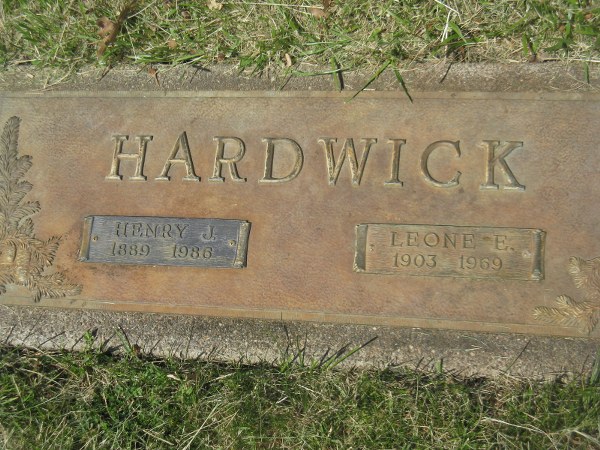 HARDWICK
HENRY J.
1889 1986
LEONE E.
1903 1969